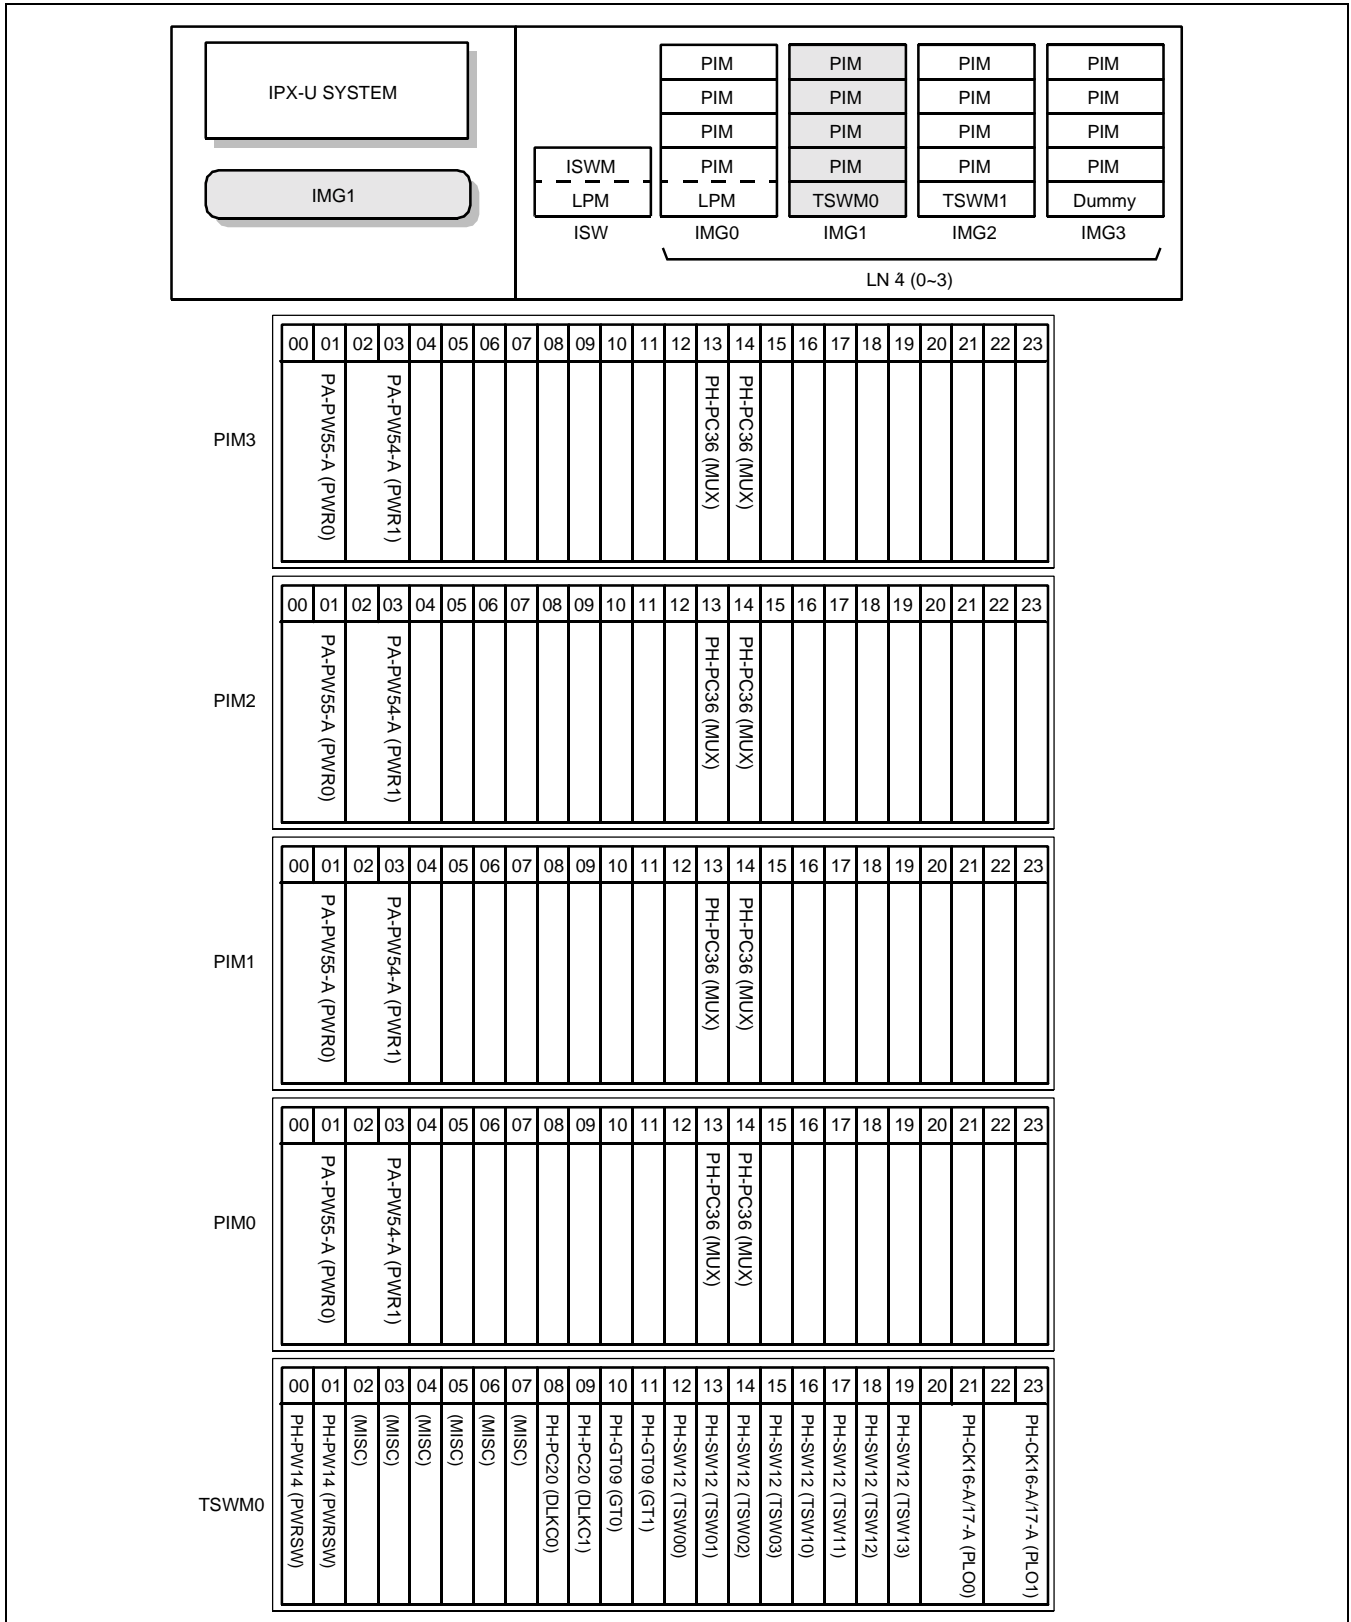 IPX-U SYSTEM
IMG1
PIM PIM PIM PIM
PIM PIM PIM PIM
PIM PIM PIM PIM
ISWM PIM PIM PIM PIM
LPM LPM TSWM0 TSWM1 Dummy
ISW IMG0 IMG1 IMG2 IMG3
LN 4 (0~3)
00 01 02 03 04 05 06 07 08 09 10 11 12 13 14 15 16 17 18 19 20 21 22 23
PIM3
PA-PW55-A (PWR0)
PA-PW54-A (PWR1)
PH-PC36 (MUX)
PH-PC36 (MUX)
00 01 02 03 04 05 06 07 08 09 10 11 12 13 14 15 16 17 18 19 20 21 22 23
PIM2
PA-PW55-A (PWR0)
PA-PW54-A (PWR1)
PH-PC36 (MUX)
PH-PC36 (MUX)
00 01 02 03 04 05 06 07 08 09 10 11 12 13 14 15 16 17 18 19 20 21 22 23
PIM1
PA-PW55-A (PWR0)
PA-PW54-A (PWR1)
PH-PC36 (MUX)
PH-PC36 (MUX)
00 01 02 03 04 05 06 07 08 09 10 11 12 13 14 15 16 17 18 19 20 21 22 23
PIM0
PA-PW55-A (PWR0)
PA-PW54-A (PWR1)
PH-PC36 (MUX)
PH-PC36 (MUX)
00 01 02 03 04 05 06 07 08 09 10 11 12 13 14 15 16 17 18 19 20 21 22 23
TSWM0
PH-PW14 (PWRSW)
PH-PW14 (PWRSW)
(MISC)
(MISC)
(MISC)
(MISC)
(MISC)
(MISC)
PH-PC20 (DLKC0)
PH-PC20 (DLKC1)
PH-GT09 (GT0)
PH-GT09 (GT1)
PH-SW12 (TSW00)
PH-SW12 (TSW01)
PH-SW12 (TSW02)
PH-SW12 (TSW03)
PH-SW12 (TSW10)
PH-SW12 (TSW11)
PH-SW12 (TSW12)
PH-SW12 (TSW13)
PH-CK16-A/17-A (PLO0)
PH-CK16-A/17-A (PLO1)